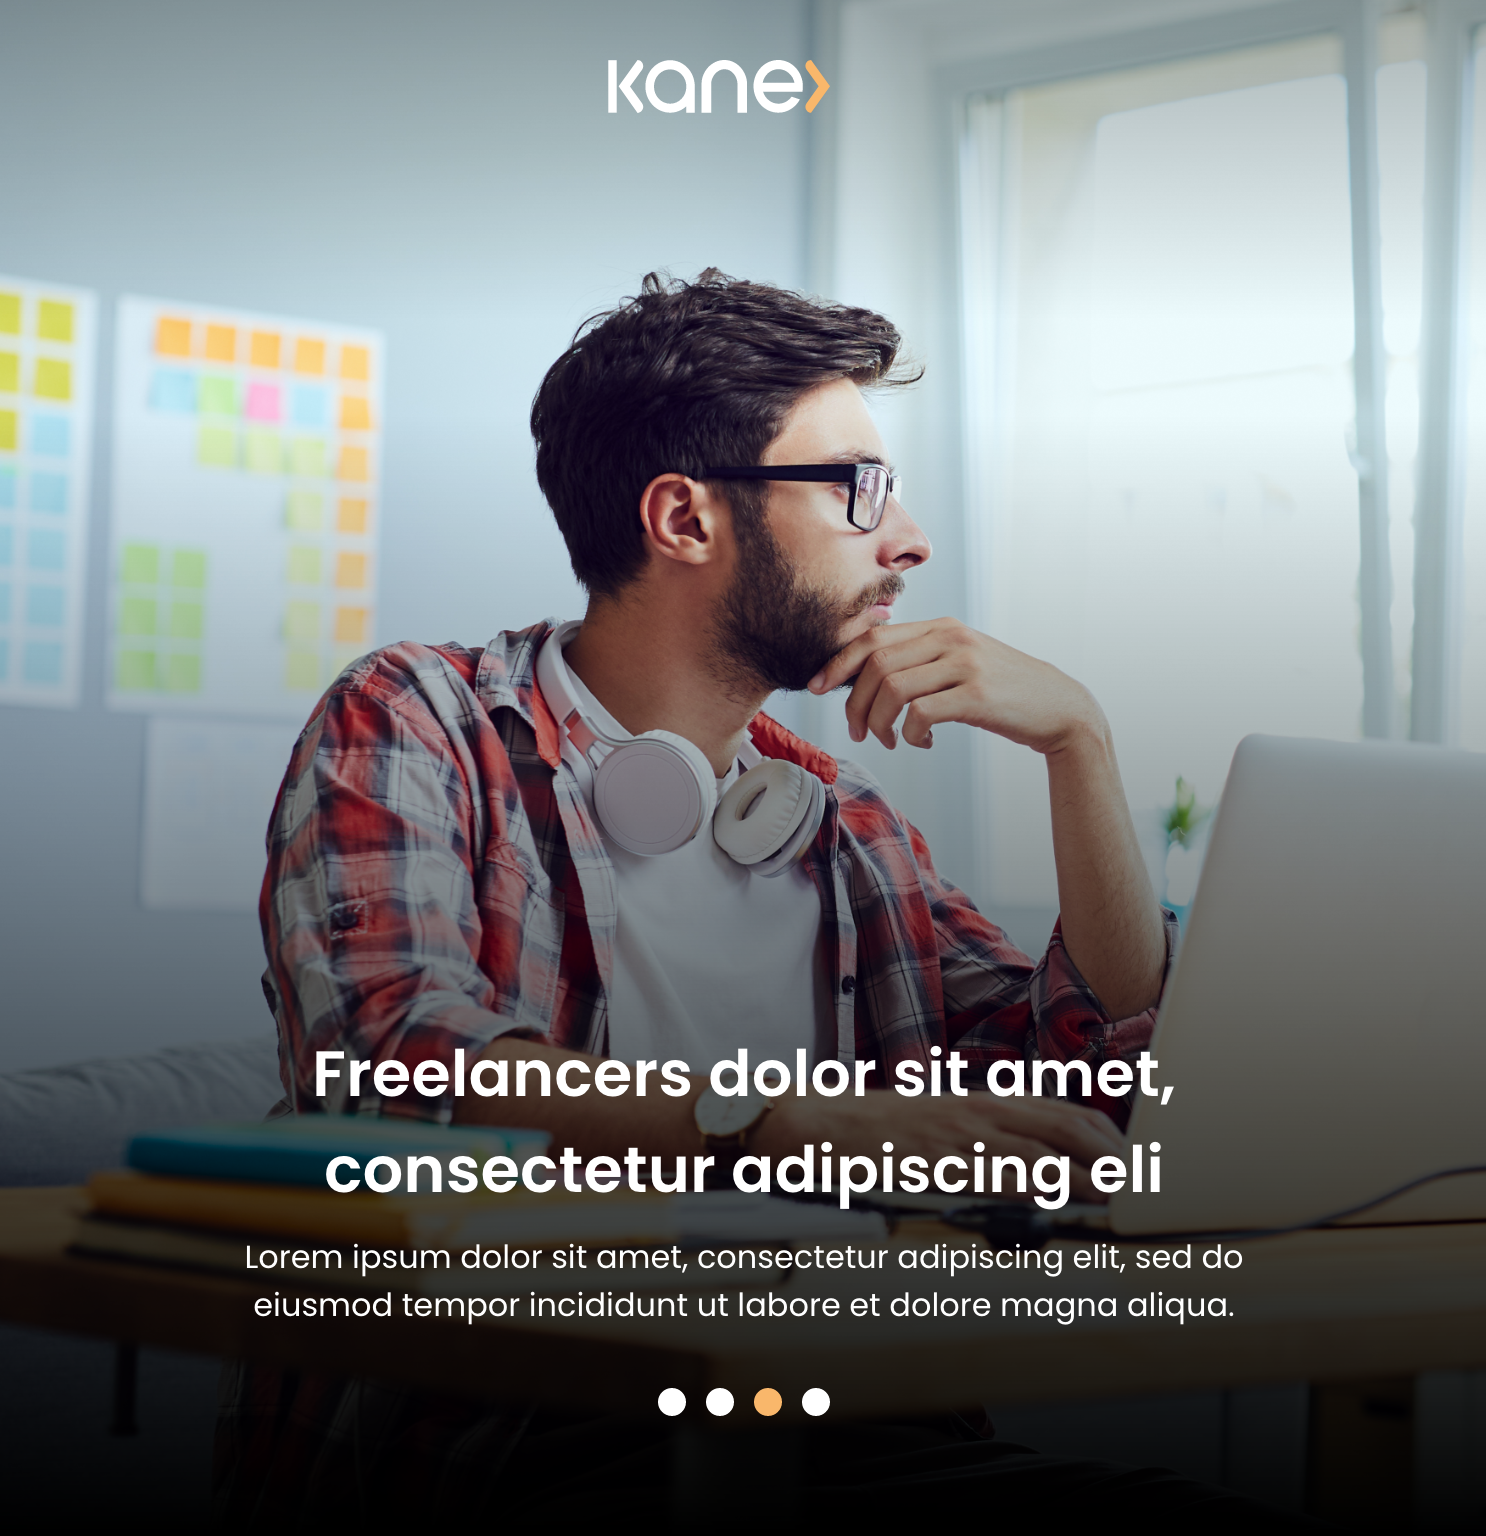 kane
Freelancers dolor sit amet,
consectetur adipiscing eli
Lorem ipsum dolor sit amet, consectetur adipiscing elit, sed do
eiusmod tempor incididunt ut labore et dolore magna aliqua.